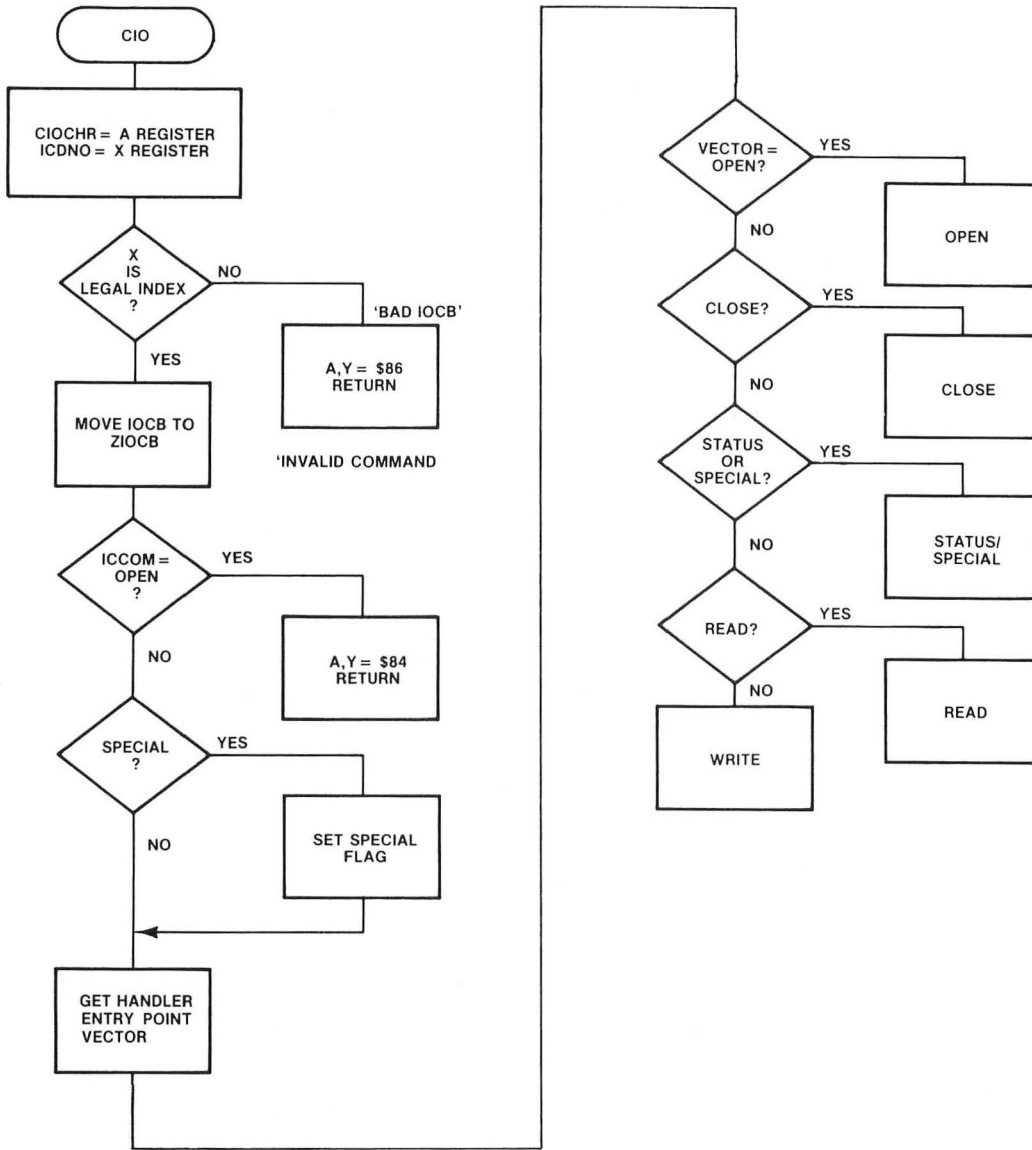 CIO
CIOCHR = A REGISTER
ICDNO = X REGISTER
X
IS
LEGAL INDEX
?
NO
'BAD IOCB'
A,Y = $86
RETURN
YES
MOVE IOCB TO
ZIOCB
'INVALID COMMAND
ICCOM =
OPEN
?
YES
A,Y = $84
RETURN
NO
SPECIAL
?
YES
SET SPECIAL
FLAG
NO
GET HANDLER
ENTRY POINT
VECTOR
VECTOR =
OPEN?
YES
OPEN
NO
CLOSE?
YES
CLOSE
NO
STATUS
OR
SPECIAL?
YES
STATUS/
SPECIAL
NO
READ?
YES
READ
NO
WRITE